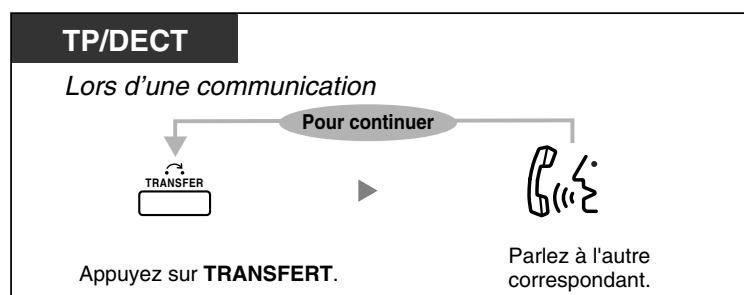 TP/DECT
Lors d'une communication
Pour continuer
TRANSFER
Appuyez sur TRANSFERT.
Parlez à l'autre
correspondant.